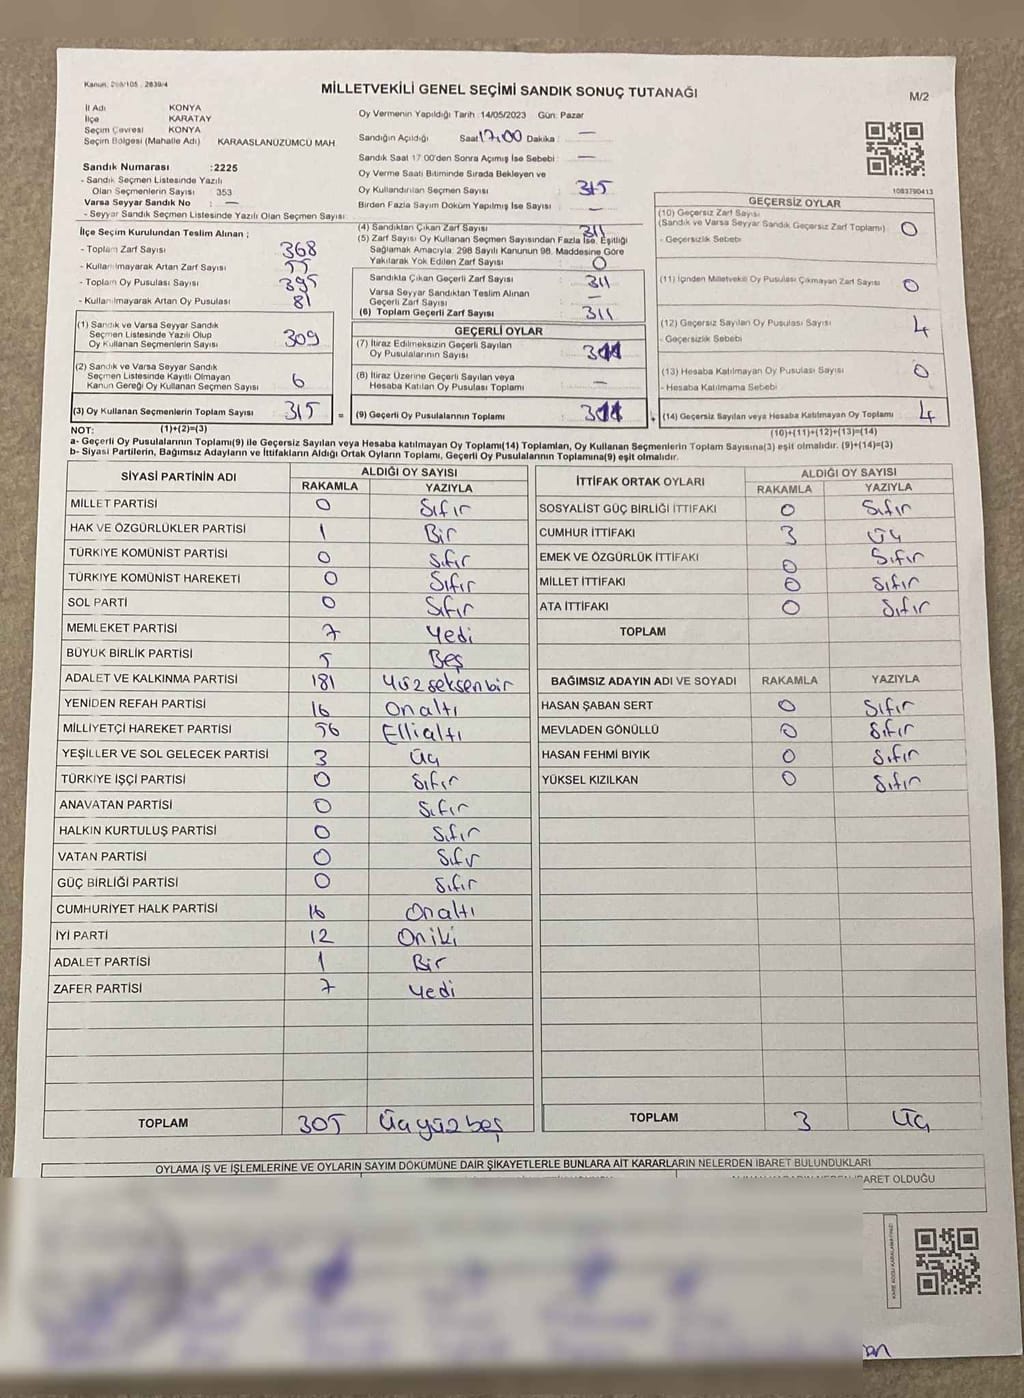 Kanun: 298/105 , 2839/4
MİLLETVEKİLİ GENEL SEÇİMİ SANDIK SONUÇ TUTANAĞI
M/2
İl Adı KONYA
İlçe KARATAY
Seçim Çevresi KONYA
Seçim Bölgesi (Mahalle Adı) KARAASLANÜZÜMCÜ MAH.
Sandık Numarası :2225
- Sandık Seçmen Listesinde Yazılı
Olan Seçmenlerin Sayısı : 353
Varsa Seyyar Sandık No : —
- Seyyar Sandık Seçmen Listesinde Yazılı Olan Seçmen Sayısı:
Oy Vermenin Yapıldığı Tarih :14/05/2023 Gün: Pazar
Sandığın Açıldığı Saat 17:00 Dakika : —
Sandık Saat 17:00'den Sonra Açımış İse Sebebi : —
Oy Verme Saati Bitiminde Sırada Bekleyen ve
Oy Kullandırılan Seçmen Sayısı : 315
Birden Fazla Sayım Döküm Yapılmış İse Sayısı : —
1083790413
İlçe Seçim Kurulundan Teslim Alınan ;
- Toplam Zarf Sayısı : 368
- Kullanılmayarak Artan Zarf Sayısı : 55
- Toplam Oy Pusulası Sayısı : 395
- Kullanılmayarak Artan Oy Pusulası : 81
(1) Sandık ve Varsa Seyyar Sandık
Seçmen Listesinde Yazılı Olup
Oy Kullanan Seçmenlerin Sayısı : 309
(2) Sandık ve Varsa Seyyar Sandık
Seçmen Listesinde Kayıtlı Olmayan
Kanun Gereği Oy Kullanan Seçmen Sayısı : 6
(3) Oy Kullanan Seçmenlerin Toplam Sayısı : 315 =
(4) Sandıktan Çıkan Zarf Sayısı : 311
(5) Zarf Sayısı Oy Kullanan Seçmen Sayısından Fazla İse, Eşitliği
Sağlamak Amacıyla: 298 Sayılı Kanunun 98. Maddesine Göre
Yakılarak Yok Edilen Zarf Sayısı : 0
Sandıkta Çıkan Geçerli Zarf Sayısı : 311
Varsa Seyyar Sandıktan Teslim Alınan
Geçerli Zarf Sayısı : —
(6) Toplam Geçerli Zarf Sayısı : 311
GEÇERLİ OYLAR
(7) İtiraz Edilmeksizin Geçerli Sayılan
Oy Pusulalarının Sayısı : 311
(8) İtiraz Üzerine Geçerli Sayılan veya
Hesaba Katılan Oy Pusulası Toplamı : —
(9) Geçerli Oy Pusulalarının Toplamı : 311
GEÇERSİZ OYLAR
(10) Geçersiz Zarf Sayısı
(Sandık ve Varsa Seyyar Sandık Geçersiz Zarf Toplamı) : 0
- Geçersizlik Sebebi
(11) İçinden Milletvekili Oy Pusulası Çıkmayan Zarf Sayısı : 0
(12) Geçersiz Sayılan Oy Pusulası Sayısı : 4
- Geçersizlik Sebebi
(13) Hesaba Katılmayan Oy Pusulası Sayısı : 0
- Hesaba Katılmama Sebebi
(14) Geçersiz Sayılan veya Hesaba Katılmayan Oy Toplamı : 4
NOT: (1)+(2)=(3) (10)+(11)+(12)+(13)=(14)
a- Geçerli Oy Pusulalarının Toplamı(9) ile Geçersiz Sayılan veya Hesaba katılmayan Oy Toplamı(14) Toplamları, Oy Kullanan Seçmenlerin Toplam Sayısına(3) eşit olmalıdır. (9)+(14)=(3)
b- Siyasi Partilerin, Bağımsız Adayların ve İttifakların Aldığı Ortak Oyların Toplamı, Geçerli Oy Pusulalarının Toplamına(9) eşit olmalıdır.
SİYASİ PARTİNİN ADI ALDIĞI OY SAYISI
RAKAMLA YAZIYLA
MİLLET PARTİSİ 0 Sıfır
HAK VE ÖZGÜRLÜKLER PARTİSİ 1 Bir
TÜRKİYE KOMÜNİST PARTİSİ 0 Sıfır
TÜRKİYE KOMÜNİST HAREKETİ 0 Sıfır
SOL PARTİ 0 Sıfır
MEMLEKET PARTİSİ 7 Yedi
BÜYÜK BİRLİK PARTİSİ 5 Beş
ADALET VE KALKINMA PARTİSİ 181 Yüzseksenbir
YENİDEN REFAH PARTİSİ 16 Onaltı
MİLLİYETÇİ HAREKET PARTİSİ 56 Ellialtı
YEŞİLLER VE SOL GELECEK PARTİSİ 3 Üç
TÜRKİYE İŞÇİ PARTİSİ 0 Sıfır
ANAVATAN PARTİSİ 0 Sıfır
HALKIN KURTULUŞ PARTİSİ 0 Sıfır
VATAN PARTİSİ 0 Sıfır
GÜÇ BİRLİĞİ PARTİSİ 0 Sıfır
CUMHURİYET HALK PARTİSİ 16 Onaltı
İYİ PARTİ 12 Oniki
ADALET PARTİSİ 1 Bir
ZAFER PARTİSİ 7 Yedi
TOPLAM 305 Üçyüzbeş
İTTİFAK ORTAK OYLARI ALDIĞI OY SAYISI
RAKAMLA YAZIYLA
SOSYALİST GÜÇ BİRLİĞİ İTTİFAKI 0 Sıfır
CUMHUR İTTİFAKI 3 Üç
EMEK VE ÖZGÜRLÜK İTTİFAKI 0 Sıfır
MİLLET İTTİFAKI 0 Sıfır
ATA İTTİFAKI 0 Sıfır
TOPLAM
BAĞIMSIZ ADAYIN ADI VE SOYADI RAKAMLA YAZIYLA
HASAN ŞABAN SERT 0 Sıfır
MEVLADEN GÖNÜLLÜ 0 Sıfır
HASAN FEHMİ BIYIK 0 Sıfır
YÜKSEL KIZILKAN 0 Sıfır
TOPLAM 3 Üç
OYLAMA İŞ VE İŞLEMLERİNE VE OYLARIN SAYIM DÖKÜMÜNE DAİR ŞİKAYETLERLE BUNLARA AİT KARARLARIN NELERDEN İBARET BULUNDUKLARI
İBARET OLDUĞU
KARE KODU KARALAMAYINIZ!